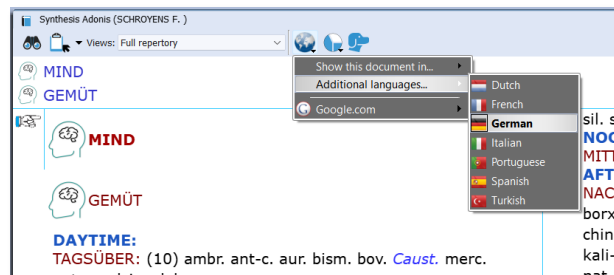 Synthesis Adonis (SCHROYENS F. )
Views: Full repertory
MIND
GEMÜT
Show this document in...
Additional languages...
Google.com
Dutch
French
German
Italian
Portuguese
Spanish
Turkish
MIND
GEMÜT
DAYTIME:
TAGSÜBER: (10) ambr. ant-c. aur. bism. bov. Caust. merc.
sil. s
NOO
MITT
AFT
NAC
borx
chin
kali-